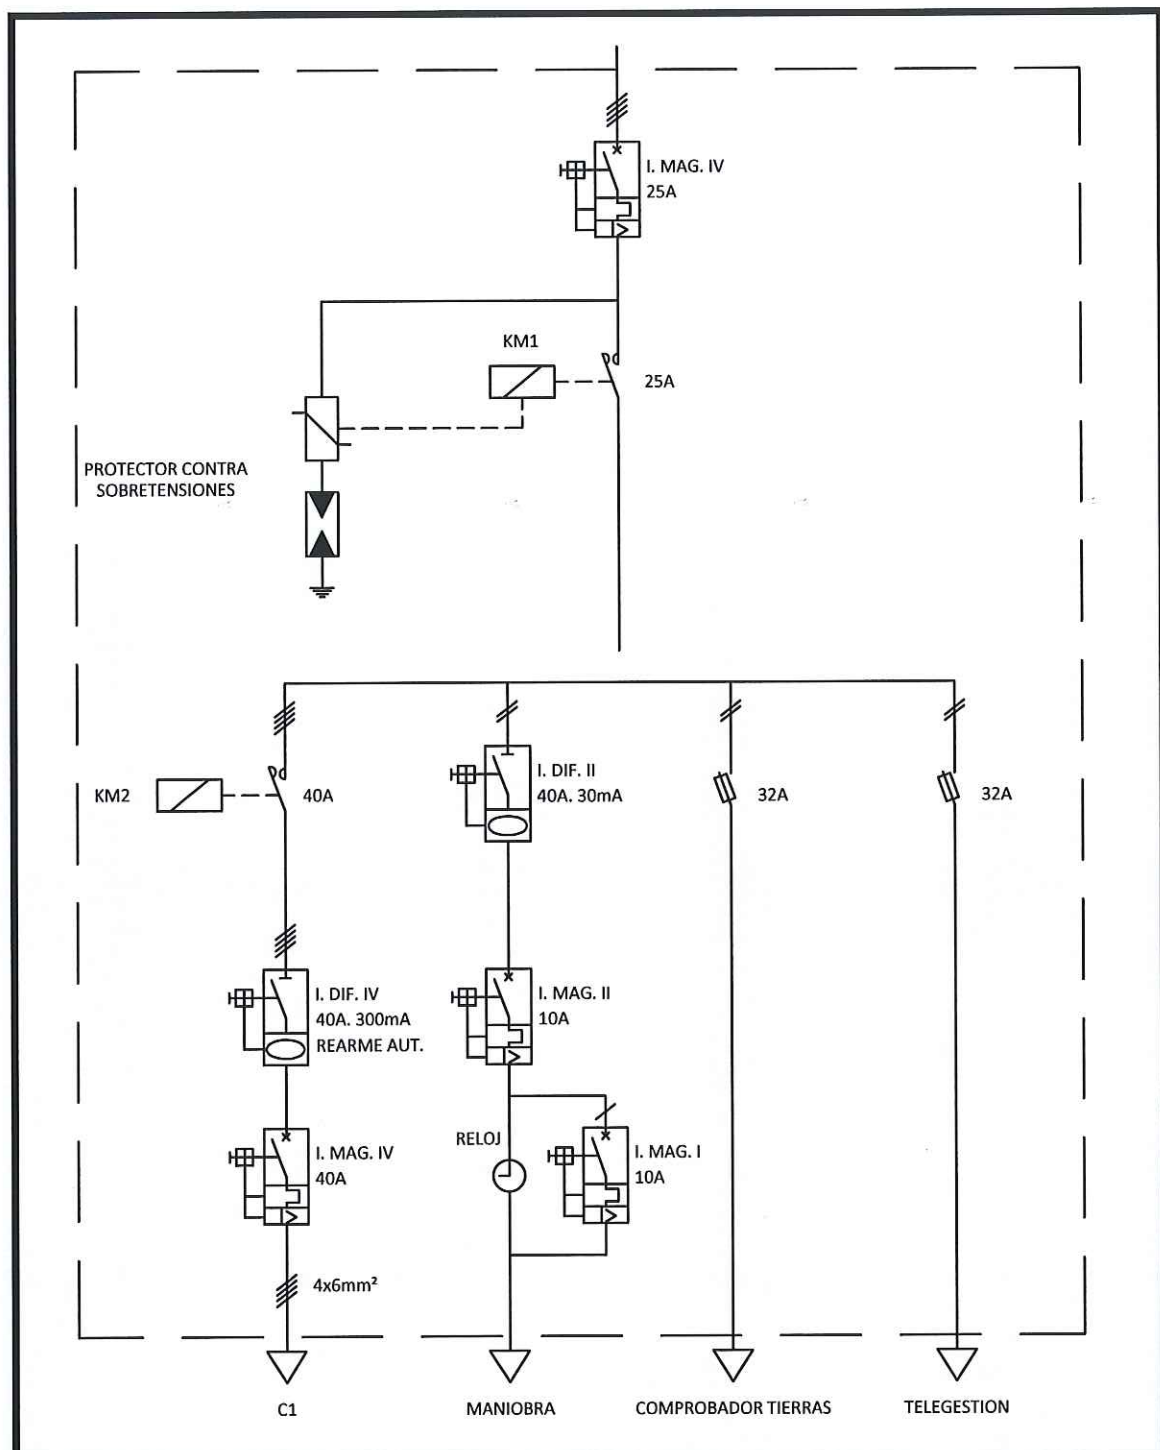 I. MAG. IV
25A
KM1
25A
PROTECTOR CONTRA
SOBRETENSIONES
KM2
40A
I. DIF. II
40A. 30mA
32A
32A
I. DIF. IV
40A. 300mA
REARME AUT.
I. MAG. II
10A
RELOJ
I. MAG. IV
40A
I. MAG. I
10A
4x6mm²
C1
MANIOBRA
COMPROBADOR TIERRAS
TELEGESTION